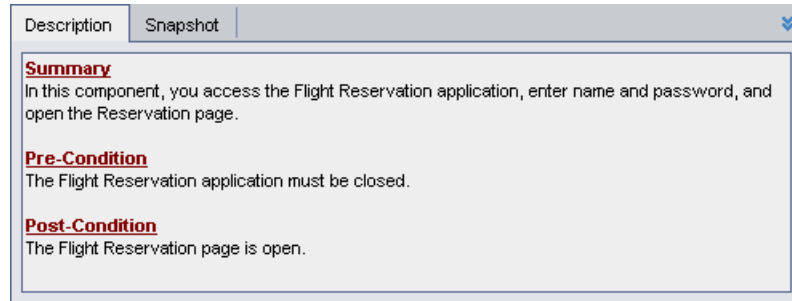 Description
Snapshot
Summary
In this component, you access the Flight Reservation application, enter name and password, and
open the Reservation page.
Pre-Condition
The Flight Reservation application must be closed.
Post-Condition
The Flight Reservation page is open.